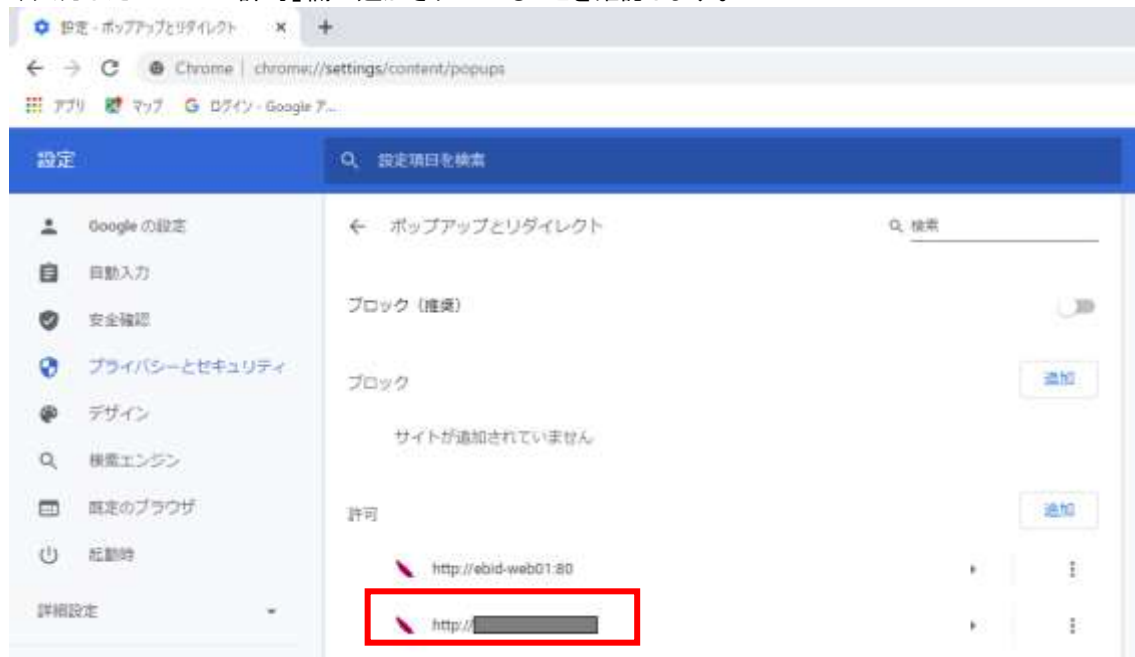 設定 - ポップアップとリダイレクト
Chrome | chrome://settings/content/popups
アプリ マップ ログイン - Google ア...
設定
設定項目を検索
Google の設定
ポップアップとリダイレクト
検索
自動入力
ブロック（推奨）
安全確認
プライバシーとセキュリティ
ブロック
追加
デザイン
サイトが追加されていません
検索エンジン
既定のブラウザ
許可
追加
起動時
http://ebid-web01:80
詳細設定
http://